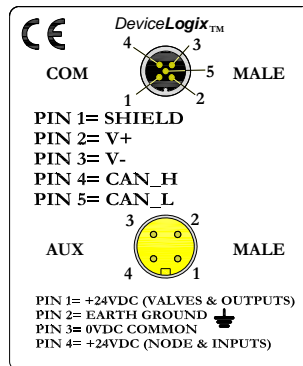 CE
DeviceLogix™
4 3
COM 5 MALE
1 2
PIN 1= SHIELD
PIN 2= V+
PIN 3= V-
PIN 4= CAN_H
PIN 5= CAN_L
3 2
AUX MALE
4 1
PIN 1= +24VDC (VALVES & OUTPUTS)
PIN 2= EARTH GROUND
PIN 3= 0VDC COMMON
PIN 4= +24VDC (NODE & INPUTS)